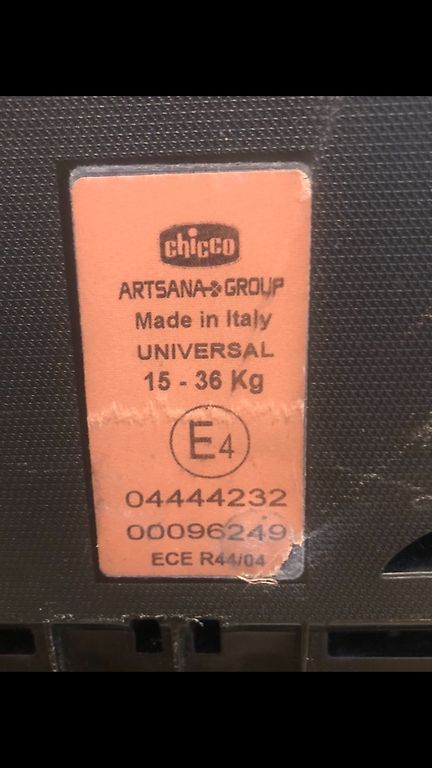 chicco
ARTSANA GROUP
Made in Italy
UNIVERSAL
15 - 36 Kg
E4
04444232
00096249
ECE R44/04